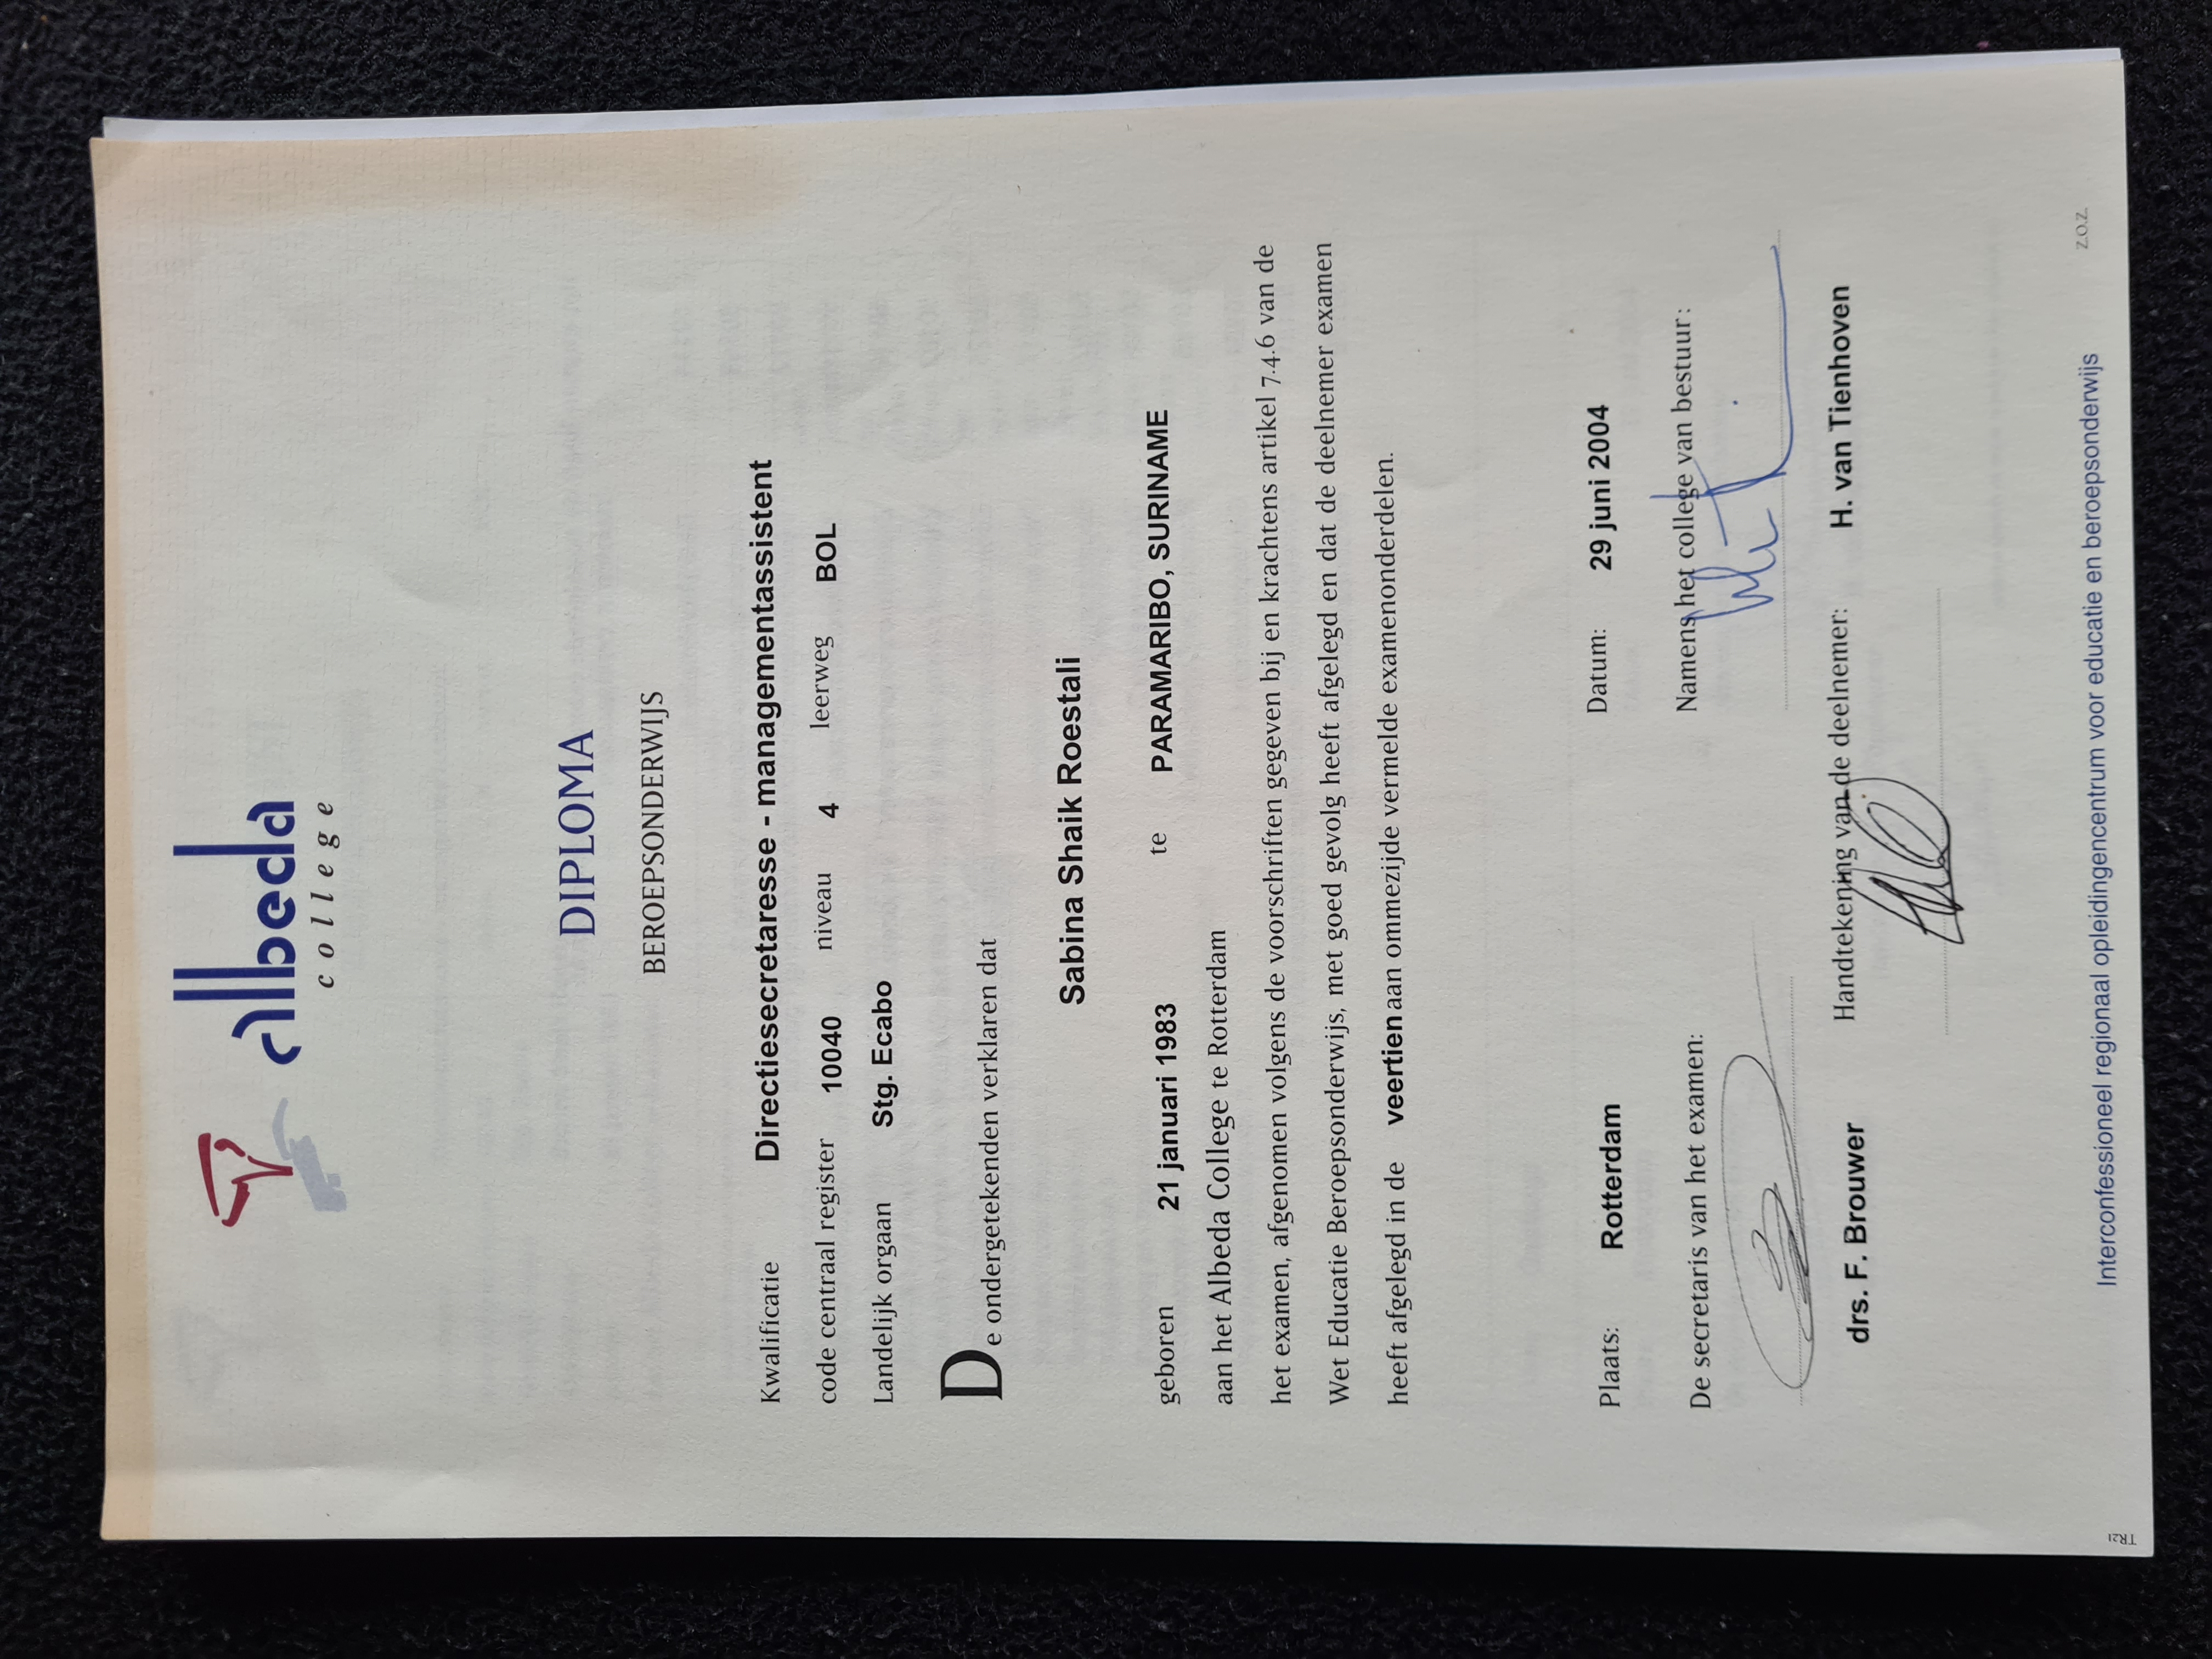 albeda
college
DIPLOMA
BEROEPSONDERWIJS
Kwalificatie Directiesecretaresse - managementassistent
code centraal register 10040 niveau 4 leerweg BOL
Landelijk orgaan Stg. Ecabo
De ondergetekenden verklaren dat
Sabina Shaik Roestali
geboren 21 januari 1983 te PARAMARIBO, SURINAME
aan het Albeda College te Rotterdam
het examen, afgenomen volgens de voorschriften gegeven bij en krachtens artikel 7.4.6 van de
Wet Educatie Beroepsonderwijs, met goed gevolg heeft afgelegd en dat de deelnemer examen
heeft afgelegd in de veertien aan ommezijde vermelde examenonderdelen.
Plaats: Rotterdam Datum: 29 juni 2004
De secretaris van het examen: Namens het college van bestuur:
drs. F. Brouwer Handtekening van de deelnemer: H. van Tienhoven
Interconfessioneel regionaal opleidingencentrum voor educatie en beroepsonderwijs
Z.O.Z.
TR21